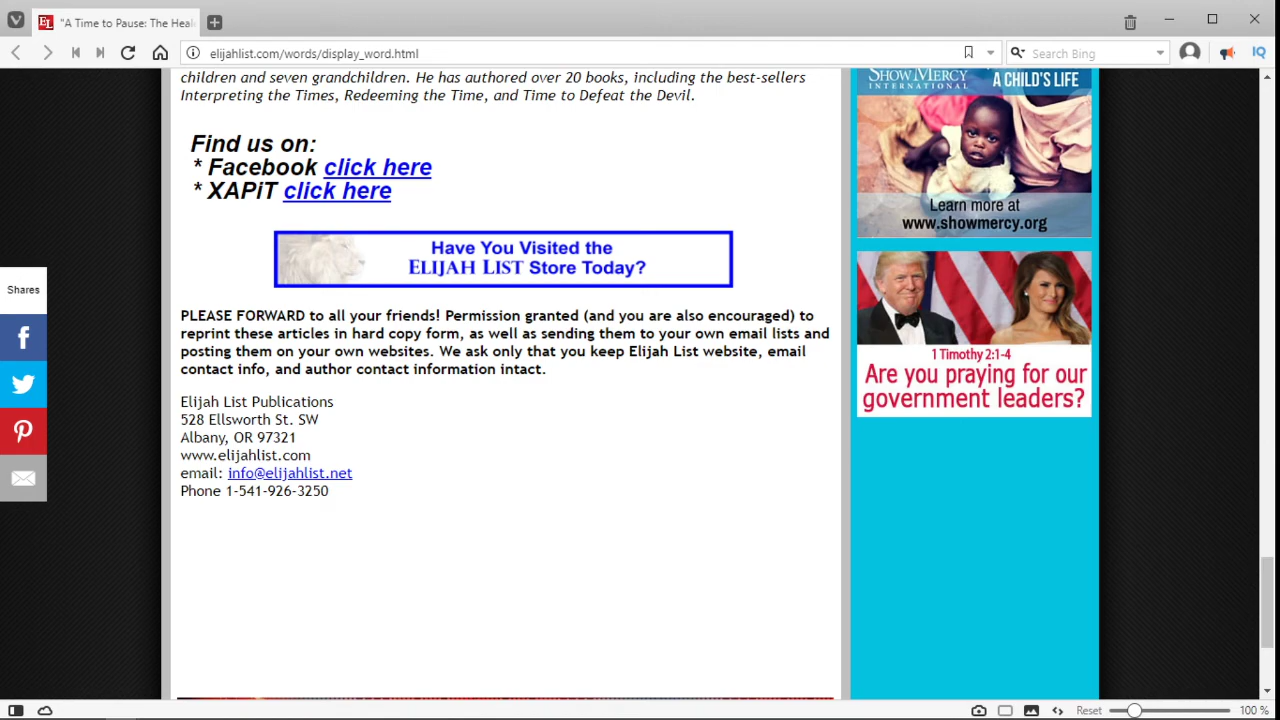 "A Time to Pause: The Heal
elijahlist.com/words/display_word.html
Search Bing
IQ
children and seven grandchildren. He has authored over 20 books, including the best-sellers
Interpreting the Times, Redeeming the Time, and Time to Defeat the Devil.
Find us on:
* Facebook click here
* XAPiT click here
Have You Visited the
ELIJAH LIST Store Today?
PLEASE FORWARD to all your friends! Permission granted (and you are also encouraged) to
reprint these articles in hard copy form, as well as sending them to your own email lists and
posting them on your own websites. We ask only that you keep Elijah List website, email
contact info, and author contact information intact.
Elijah List Publications
528 Ellsworth St. SW
Albany, OR 97321
www.elijahlist.com
email: info@elijahlist.net
Phone 1-541-926-3250
Shares
SHOWMERCY
INTERNATIONAL
A CHILD'S LIFE
Learn more at
www.showmercy.org
1 Timothy 2:1-4
Are you praying for our
government leaders?
Reset
100 %